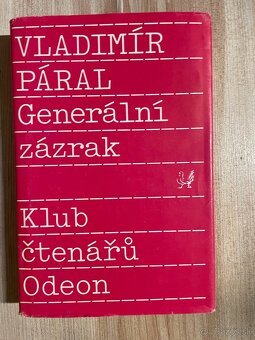 VLADIMÍR
PÁRAL
Generální
zázrak
Klub
čtenářů
Odeon